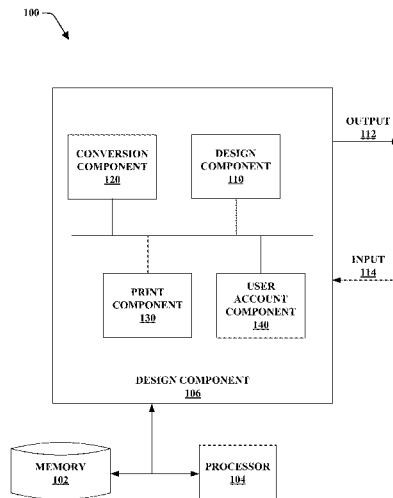 100
OUTPUT
112
CONVERSION
COMPONENT
120
DESIGN
COMPONENT
110
INPUT
114
PRINT
COMPONENT
130
USER
ACCOUNT
COMPONENT
140
DESIGN COMPONENT
106
MEMORY
102
PROCESSOR
104